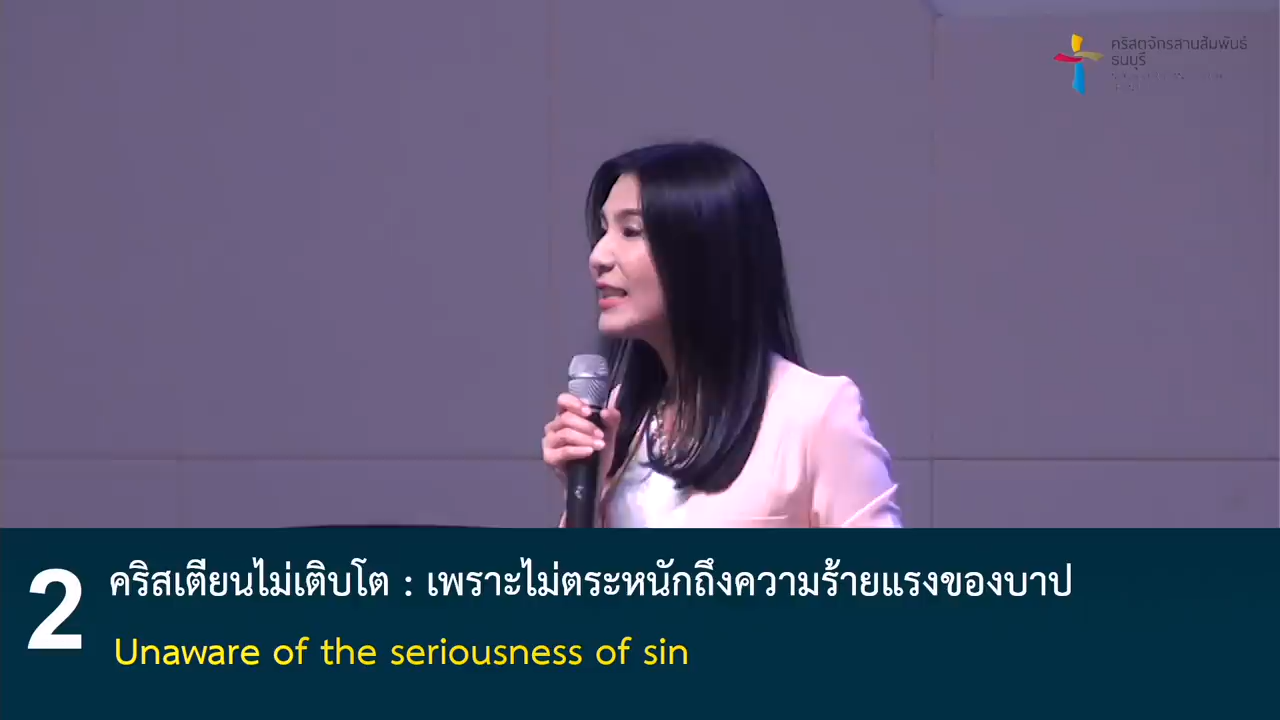 คริสตจักรสานสัมพันธ์
ธนบุรี
2
คริสเตียนไม่เติบโต : เพราะไม่ตระหนักถึงความร้ายแรงของบาป
Unaware of the seriousness of sin